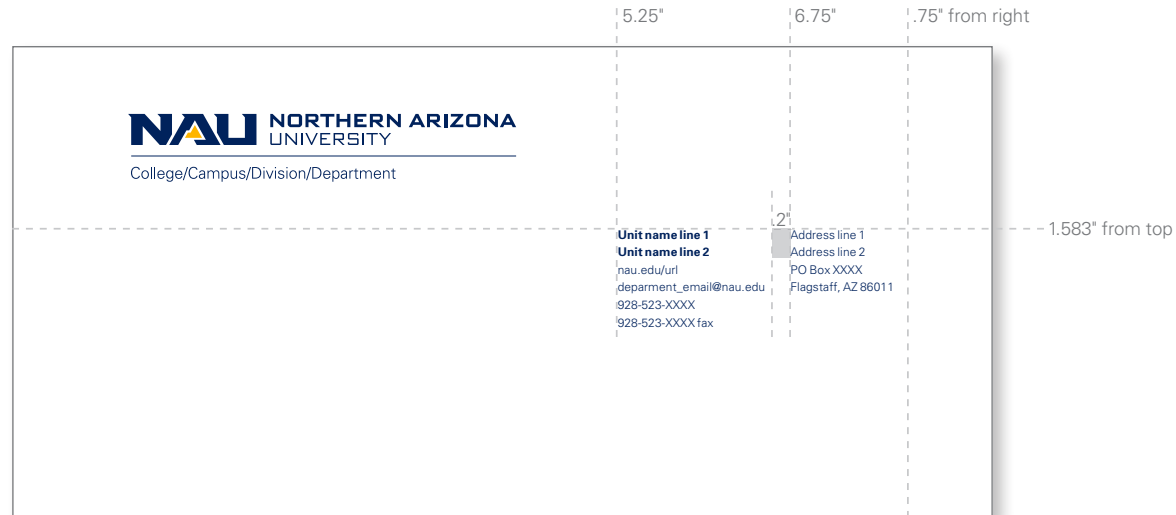 5.25"
6.75"
.75" from right
NAU NORTHERN ARIZONA
UNIVERSITY
College/Campus/Division/Department
.2"
1.583" from top
Unit name line 1
Unit name line 2
nau.edu/url
deparment_email@nau.edu
928-523-XXXX
928-523-XXXX fax
Address line 1
Address line 2
PO Box XXXX
Flagstaff, AZ 86011